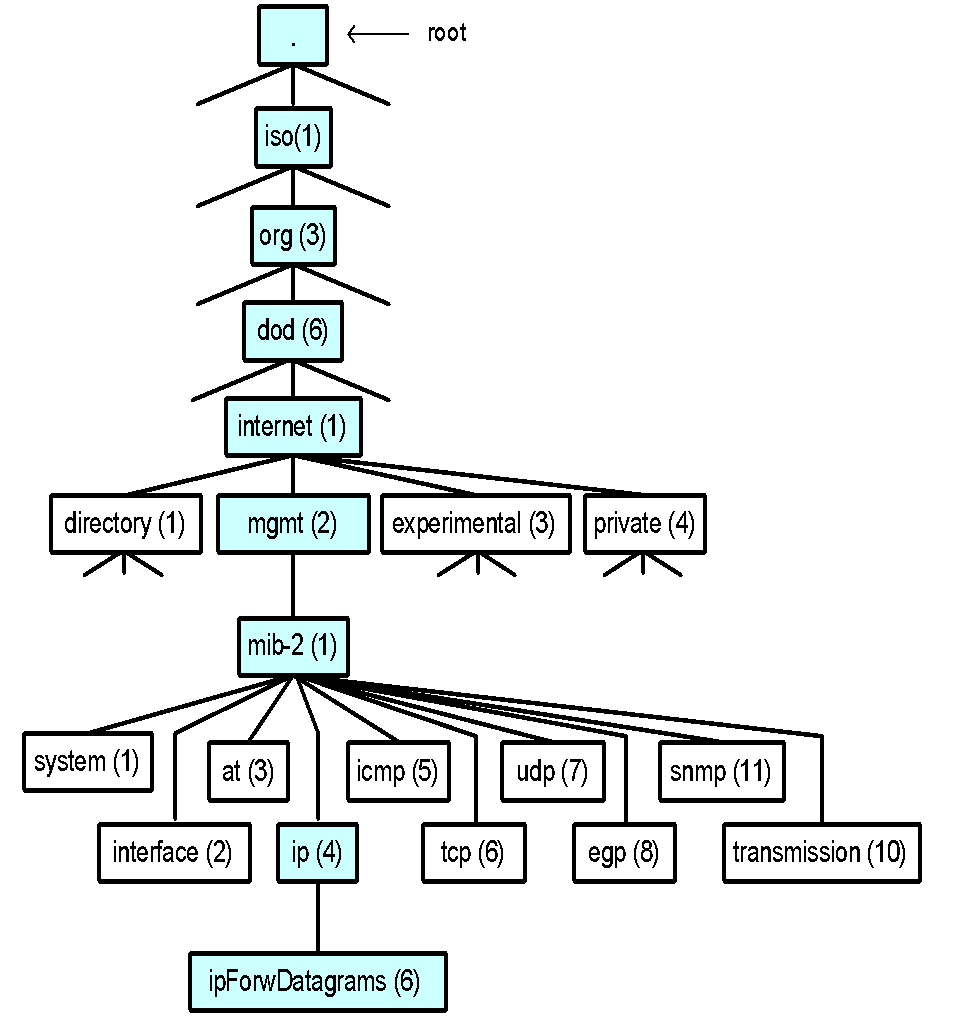 .
root
iso(1)
org (3)
dod (6)
internet (1)
directory (1)
mgmt (2)
experimental (3)
private (4)
mib-2 (1)
system (1)
at (3)
icmp (5)
udp (7)
snmp (11)
interface (2)
ip (4)
tcp (6)
egp (8)
transmission (10)
ipForwDatagrams (6)